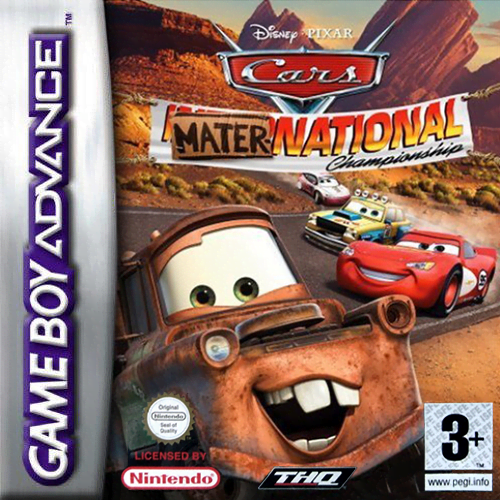 GAME BOY ADVANCE
Disney · PIXAR
Cars
MATER-NATIONAL
Championship
Original
Nintendo
Seal of
Quality
LICENSED BY
Nintendo
THQ
3+
www.pegi.info